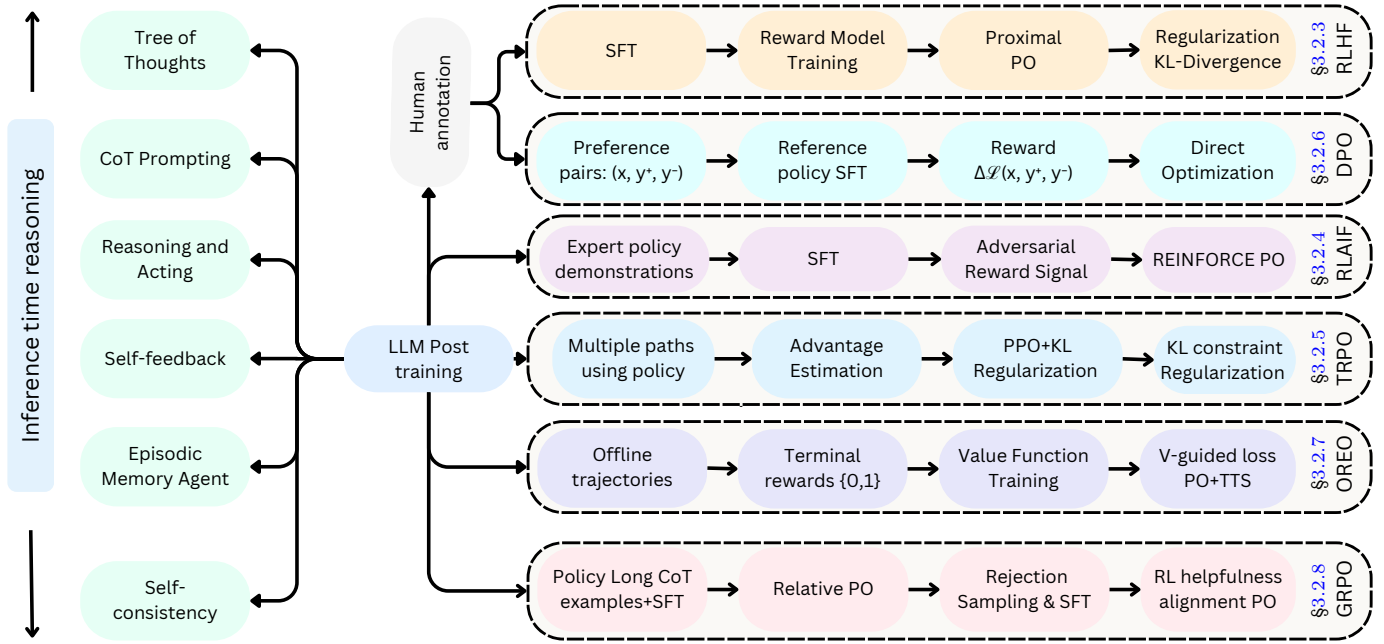 Inference time reasoning
Tree of
Thoughts
CoT Prompting
Reasoning and
Acting
Self-feedback
Episodic
Memory Agent
Self-
consistency
LLM Post
training
Human
annotation
SFT
Reward Model
Training
Proximal
PO
Regularization
KL-Divergence
§3.2.3
RLHF
Preference
pairs: (x, y⁺, y⁻)
Reference
policy SFT
Reward
Δℒ(x, y⁺, y⁻)
Direct
Optimization
§3.2.6
DPO
Expert policy
demonstrations
SFT
Adversarial
Reward Signal
REINFORCE PO
§3.2.4
RLAIF
Multiple paths
using policy
Advantage
Estimation
PPO+KL
Regularization
KL constraint
Regularization
§3.2.5
TRPO
Offline
trajectories
Terminal
rewards {0,1}
Value Function
Training
V-guided loss
PO+TTS
§3.2.7
OREO
Policy Long CoT
examples+SFT
Relative PO
Rejection
Sampling & SFT
RL helpfulness
alignment PO
§3.2.8
GRPO